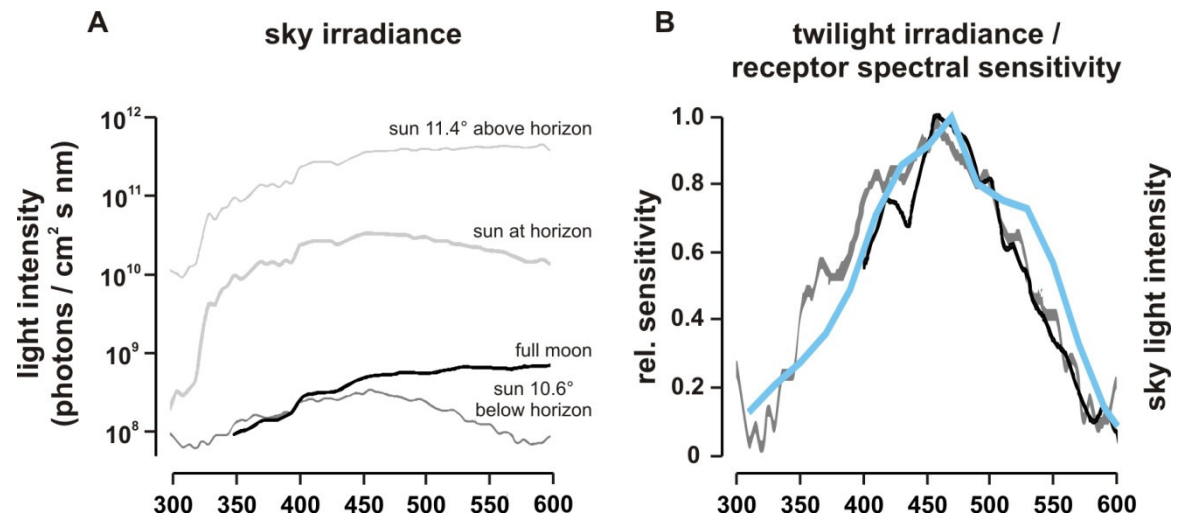 A
sky irradiance
light intensity
(photons / cm² s nm)
10¹²
10¹¹
10¹⁰
10⁹
10⁸
sun 11.4° above horizon
sun at horizon
full moon
sun 10.6°
below horizon
300 350 400 450 500 550 600
B
twilight irradiance /
receptor spectral sensitivity
rel. sensitivity
1.0
0.8
0.6
0.4
0.2
0
sky light intensity
300 350 400 450 500 550 600